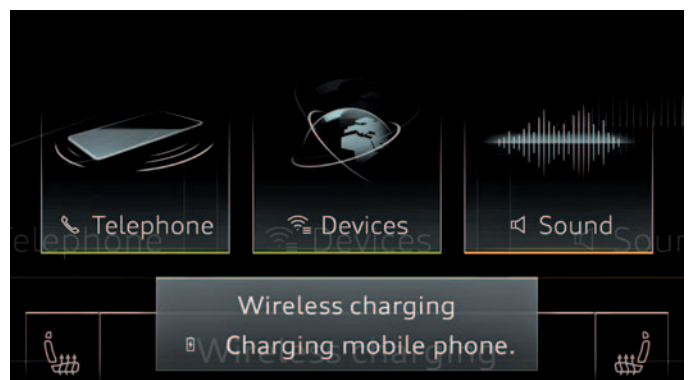 Telephone
Devices
Sound
Wireless charging
Charging mobile phone.